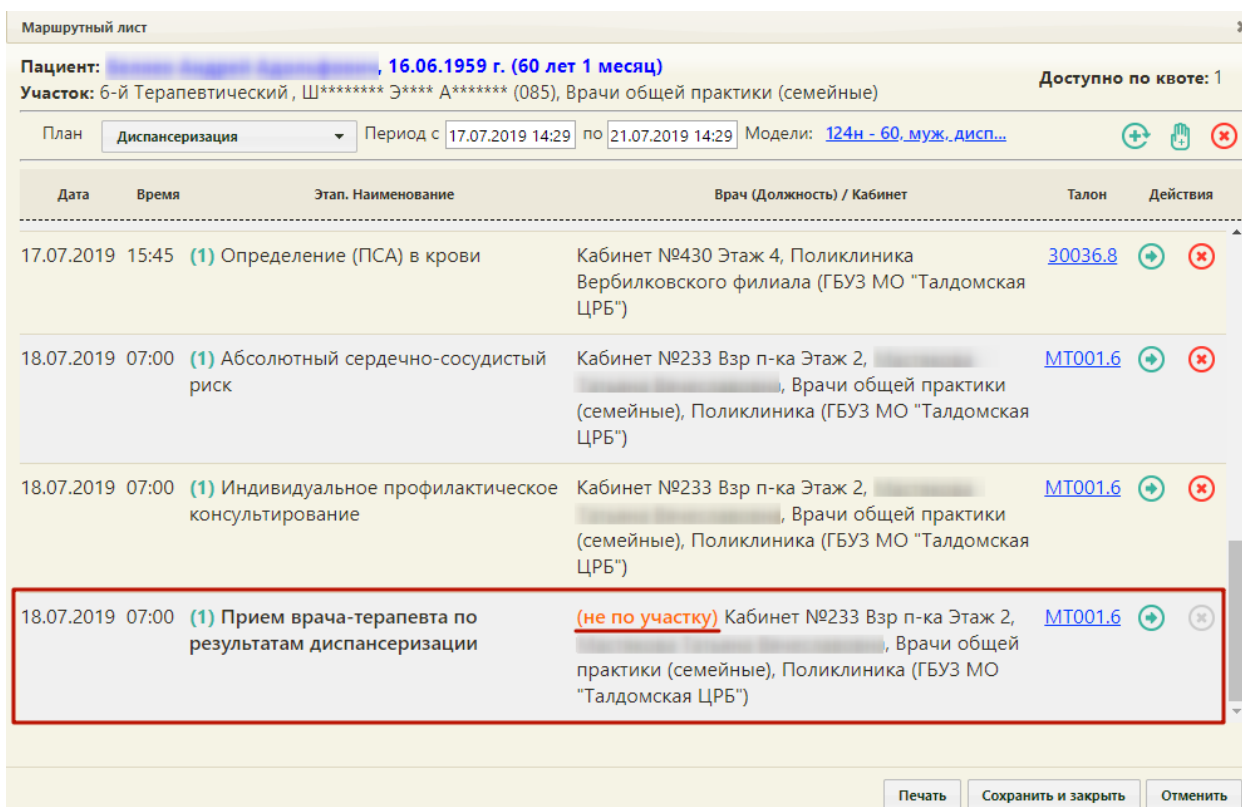 Маршрутный лист
Пациент: , 16.06.1959 г. (60 лет 1 месяц)
Доступно по квоте: 1
Участок: 6-й Терапевтический , Ш******** Э**** А******* (085), Врачи общей практики (семейные)
План Диспансеризация Период с 17.07.2019 14:29 по 21.07.2019 14:29 Модели: 124н - 60, муж, дисп...
Дата Время Этап. Наименование Врач (Должность) / Кабинет Талон Действия
17.07.2019 15:45 (1) Определение (ПСА) в крови Кабинет №430 Этаж 4, Поликлиника 30036.8
Вербилковского филиала (ГБУЗ МО "Талдомская
ЦРБ")
18.07.2019 07:00 (1) Абсолютный сердечно-сосудистый Кабинет №233 Взр п-ка Этаж 2, МТ001.6
риск , Врачи общей практики
(семейные), Поликлиника (ГБУЗ МО "Талдомская
ЦРБ")
18.07.2019 07:00 (1) Индивидуальное профилактическое Кабинет №233 Взр п-ка Этаж 2, МТ001.6
консультирование , Врачи общей практики
(семейные), Поликлиника (ГБУЗ МО "Талдомская
ЦРБ")
18.07.2019 07:00 (1) Прием врача-терапевта по (не по участку) Кабинет №233 Взр п-ка Этаж 2, МТ001.6
результатам диспансеризации , Врачи общей
практики (семейные), Поликлиника (ГБУЗ МО
"Талдомская ЦРБ")
Печать Сохранить и закрыть Отменить